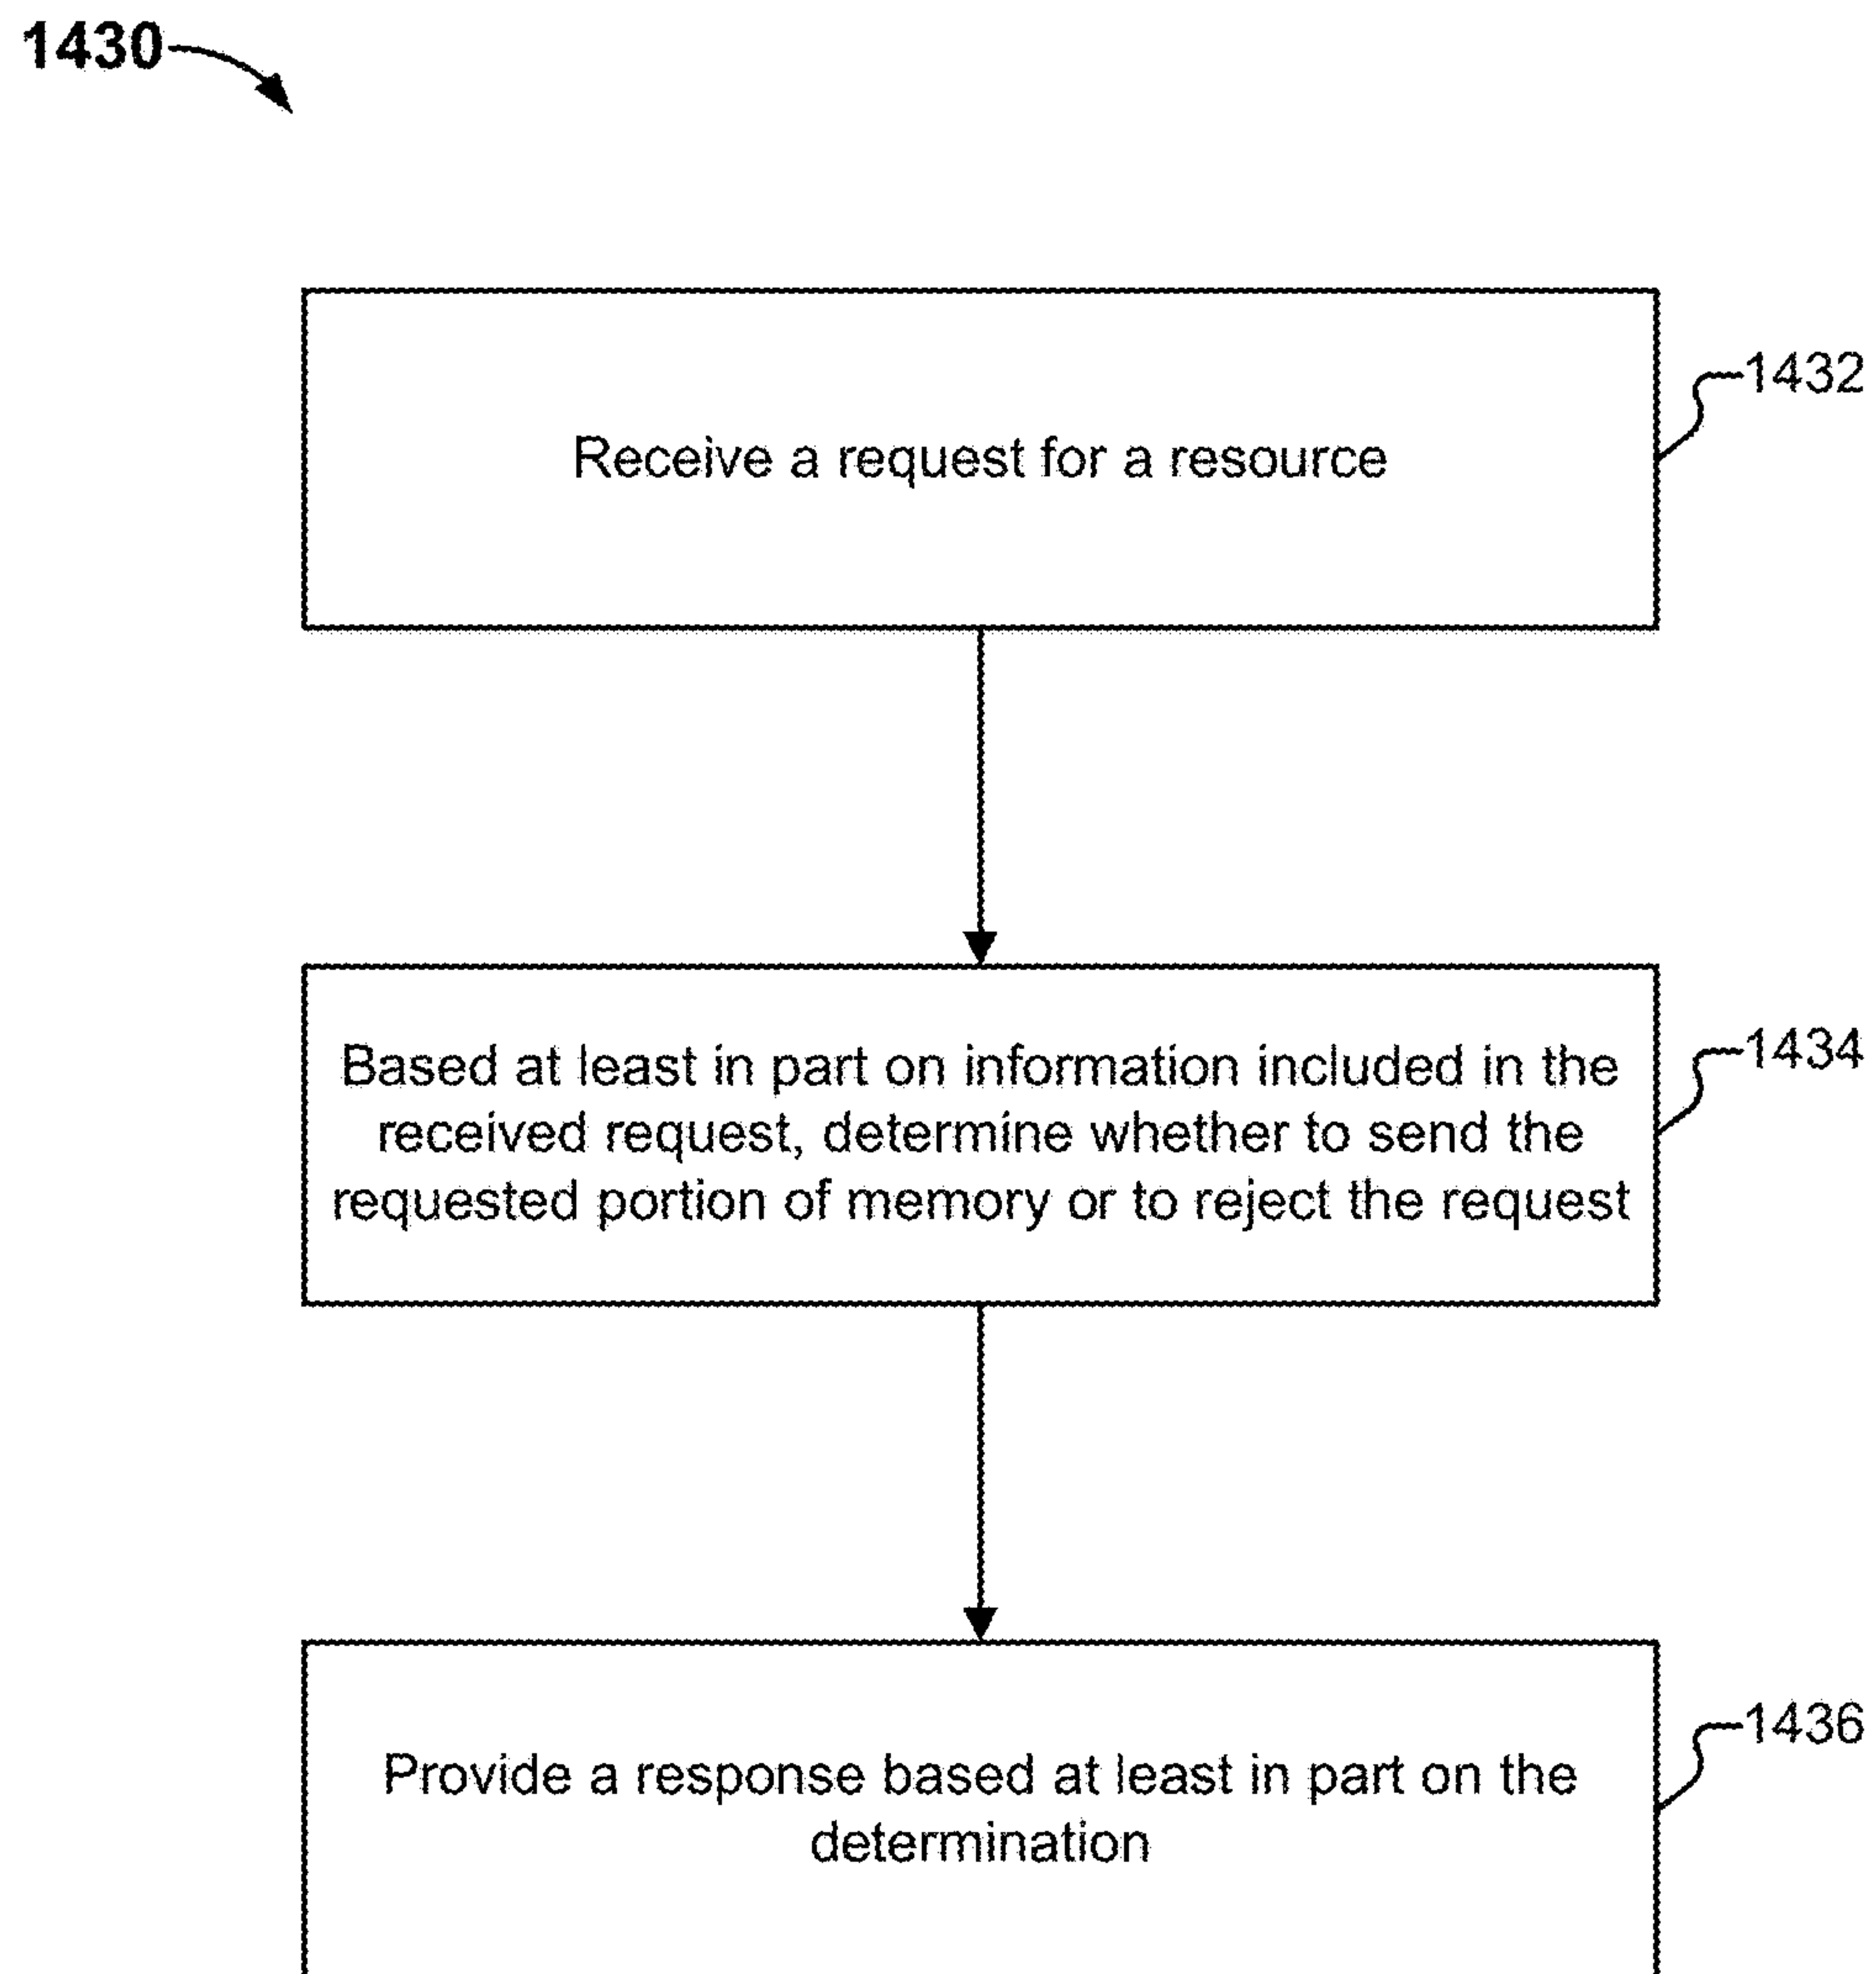 1430
Receive a request for a resource
1432
Based at least in part on information included in the
received request, determine whether to send the
requested portion of memory or to reject the request
1434
Provide a response based at least in part on the
determination
1436